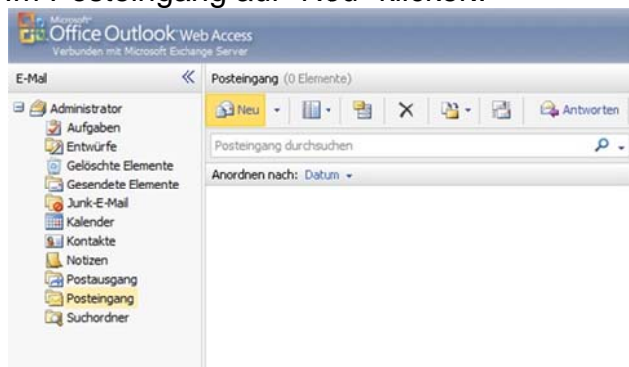 im Posteingang auf "Neu" klicken:
Microsoft®
Office Outlook Web Access
Verbunden mit Microsoft Exchange Server
E-Mail
Posteingang (0 Elemente)
Administrator
Neu
Antworten
Aufgaben
Entwürfe
Posteingang durchsuchen
Gelöschte Elemente
Gesendete Elemente
Anordnen nach: Datum
Junk-E-Mail
Kalender
Kontakte
Notizen
Postausgang
Posteingang
Suchordner